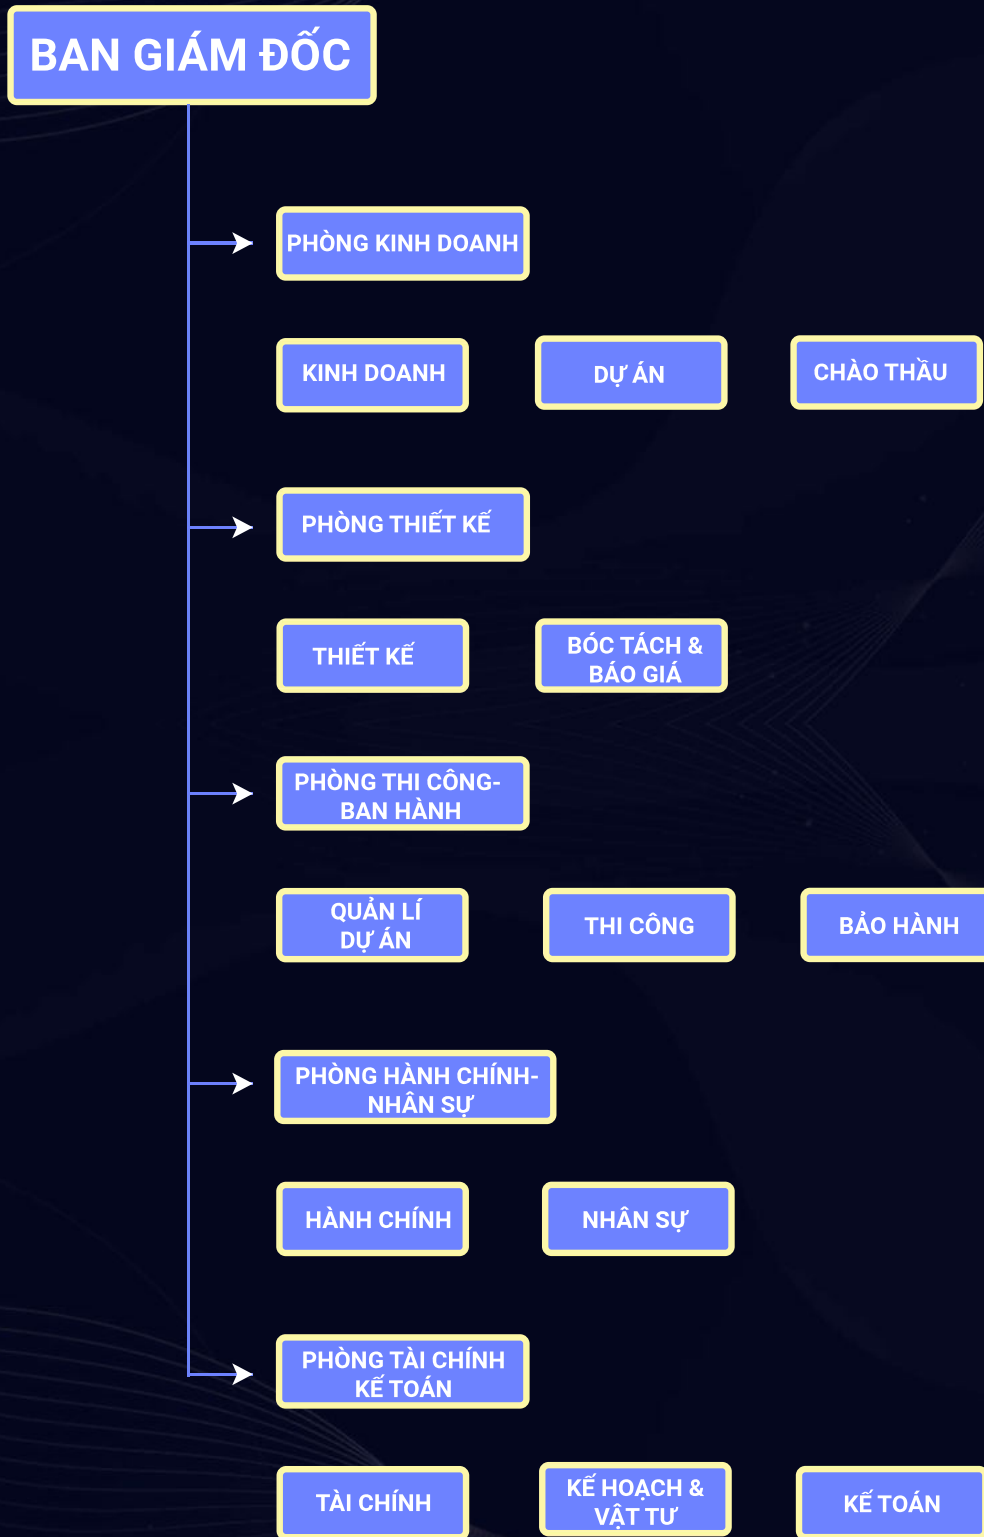 BAN GIÁM ĐỐC
PHÒNG KINH DOANH
KINH DOANH
DỰ ÁN
CHÀO THẦU
PHÒNG THIẾT KẾ
THIẾT KẾ
BÓC TÁCH &
BÁO GIÁ
PHÒNG THI CÔNG-
BAN HÀNH
QUẢN LÍ
DỰ ÁN
THI CÔNG
BẢO HÀNH
PHÒNG HÀNH CHÍNH-
NHÂN SỰ
HÀNH CHÍNH
NHÂN SỰ
PHÒNG TÀI CHÍNH
KẾ TOÁN
TÀI CHÍNH
KẾ HOẠCH &
VẬT TƯ
KẾ TOÁN